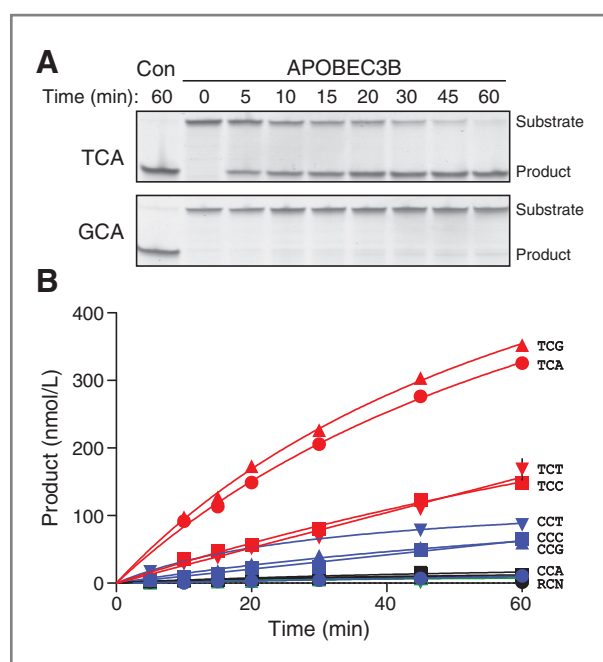 A
Con APOBEC3B
Time (min): 60 0 5 10 15 20 30 45 60
TCA
Substrate
Product
GCA
Substrate
Product
B
Product (nmol/L)
400
300
200
100
0
TCG
TCA
TCT
TCC
CCT
CCC
CCG
CCA
RCN
0 20 40 60
Time (min)